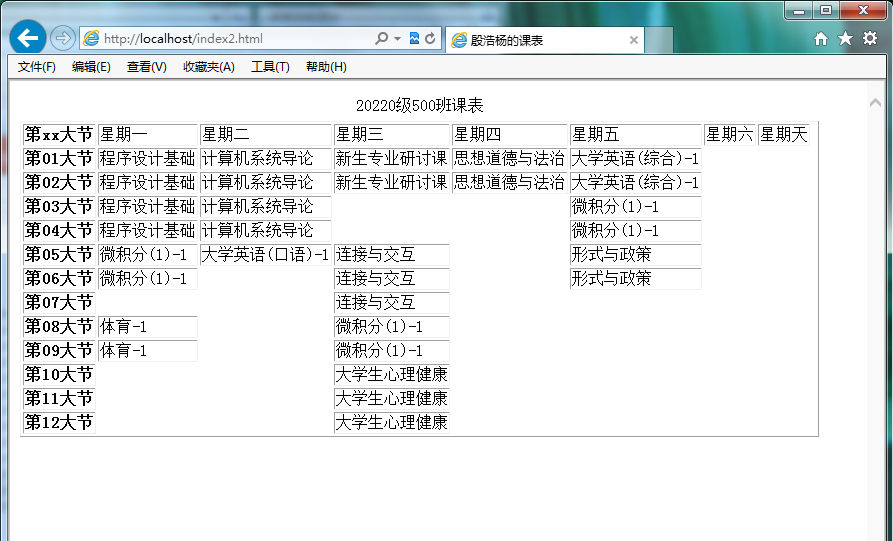 http://localhost/index2.html
殷浩杨的课表
文件(F) 编辑(E) 查看(V) 收藏夹(A) 工具(T) 帮助(H)
20220级500班课表
第xx大节 星期一 星期二 星期三 星期四 星期五 星期六 星期天
第01大节 程序设计基础 计算机系统导论 新生专业研讨课 思想道德与法治 大学英语(综合)-1
第02大节 程序设计基础 计算机系统导论 新生专业研讨课 思想道德与法治 大学英语(综合)-1
第03大节 程序设计基础 计算机系统导论 微积分(1)-1
第04大节 程序设计基础 计算机系统导论 微积分(1)-1
第05大节 微积分(1)-1 大学英语(口语)-1 连接与交互 形式与政策
第06大节 微积分(1)-1 连接与交互 形式与政策
第07大节 连接与交互
第08大节 体育-1 微积分(1)-1
第09大节 体育-1 微积分(1)-1
第10大节 大学生心理健康
第11大节 大学生心理健康
第12大节 大学生心理健康